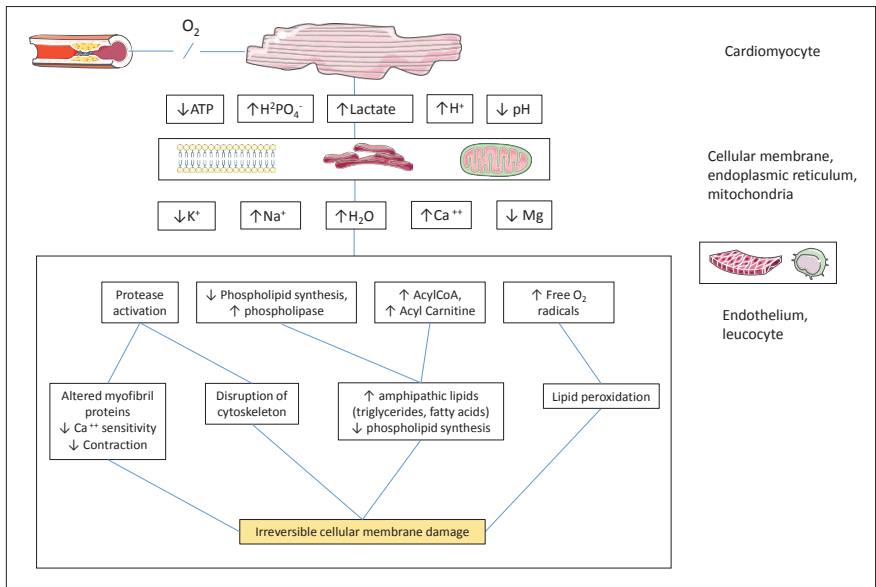 O₂
Cardiomyocyte
↓ATP
↑H²PO₄⁻
↑Lactate
↑H⁺
↓ pH
Cellular membrane,
endoplasmic reticulum,
mitochondria
↓K⁺
↑Na⁺
↑H₂O
↑Ca ⁺⁺
↓ Mg
Endothelium,
leucocyte
Protease
activation
↓ Phospholipid synthesis,
↑ phospholipase
↑ AcylCoA,
↑ Acyl Carnitine
↑ Free O₂
radicals
Altered myofibril
proteins
↓ Ca ⁺⁺ sensitivity
↓ Contraction
Disruption of
cytoskeleton
↑ amphipathic lipids
(triglycerides, fatty acids)
↓ phospholipid synthesis
Lipid peroxidation
Irreversible cellular membrane damage